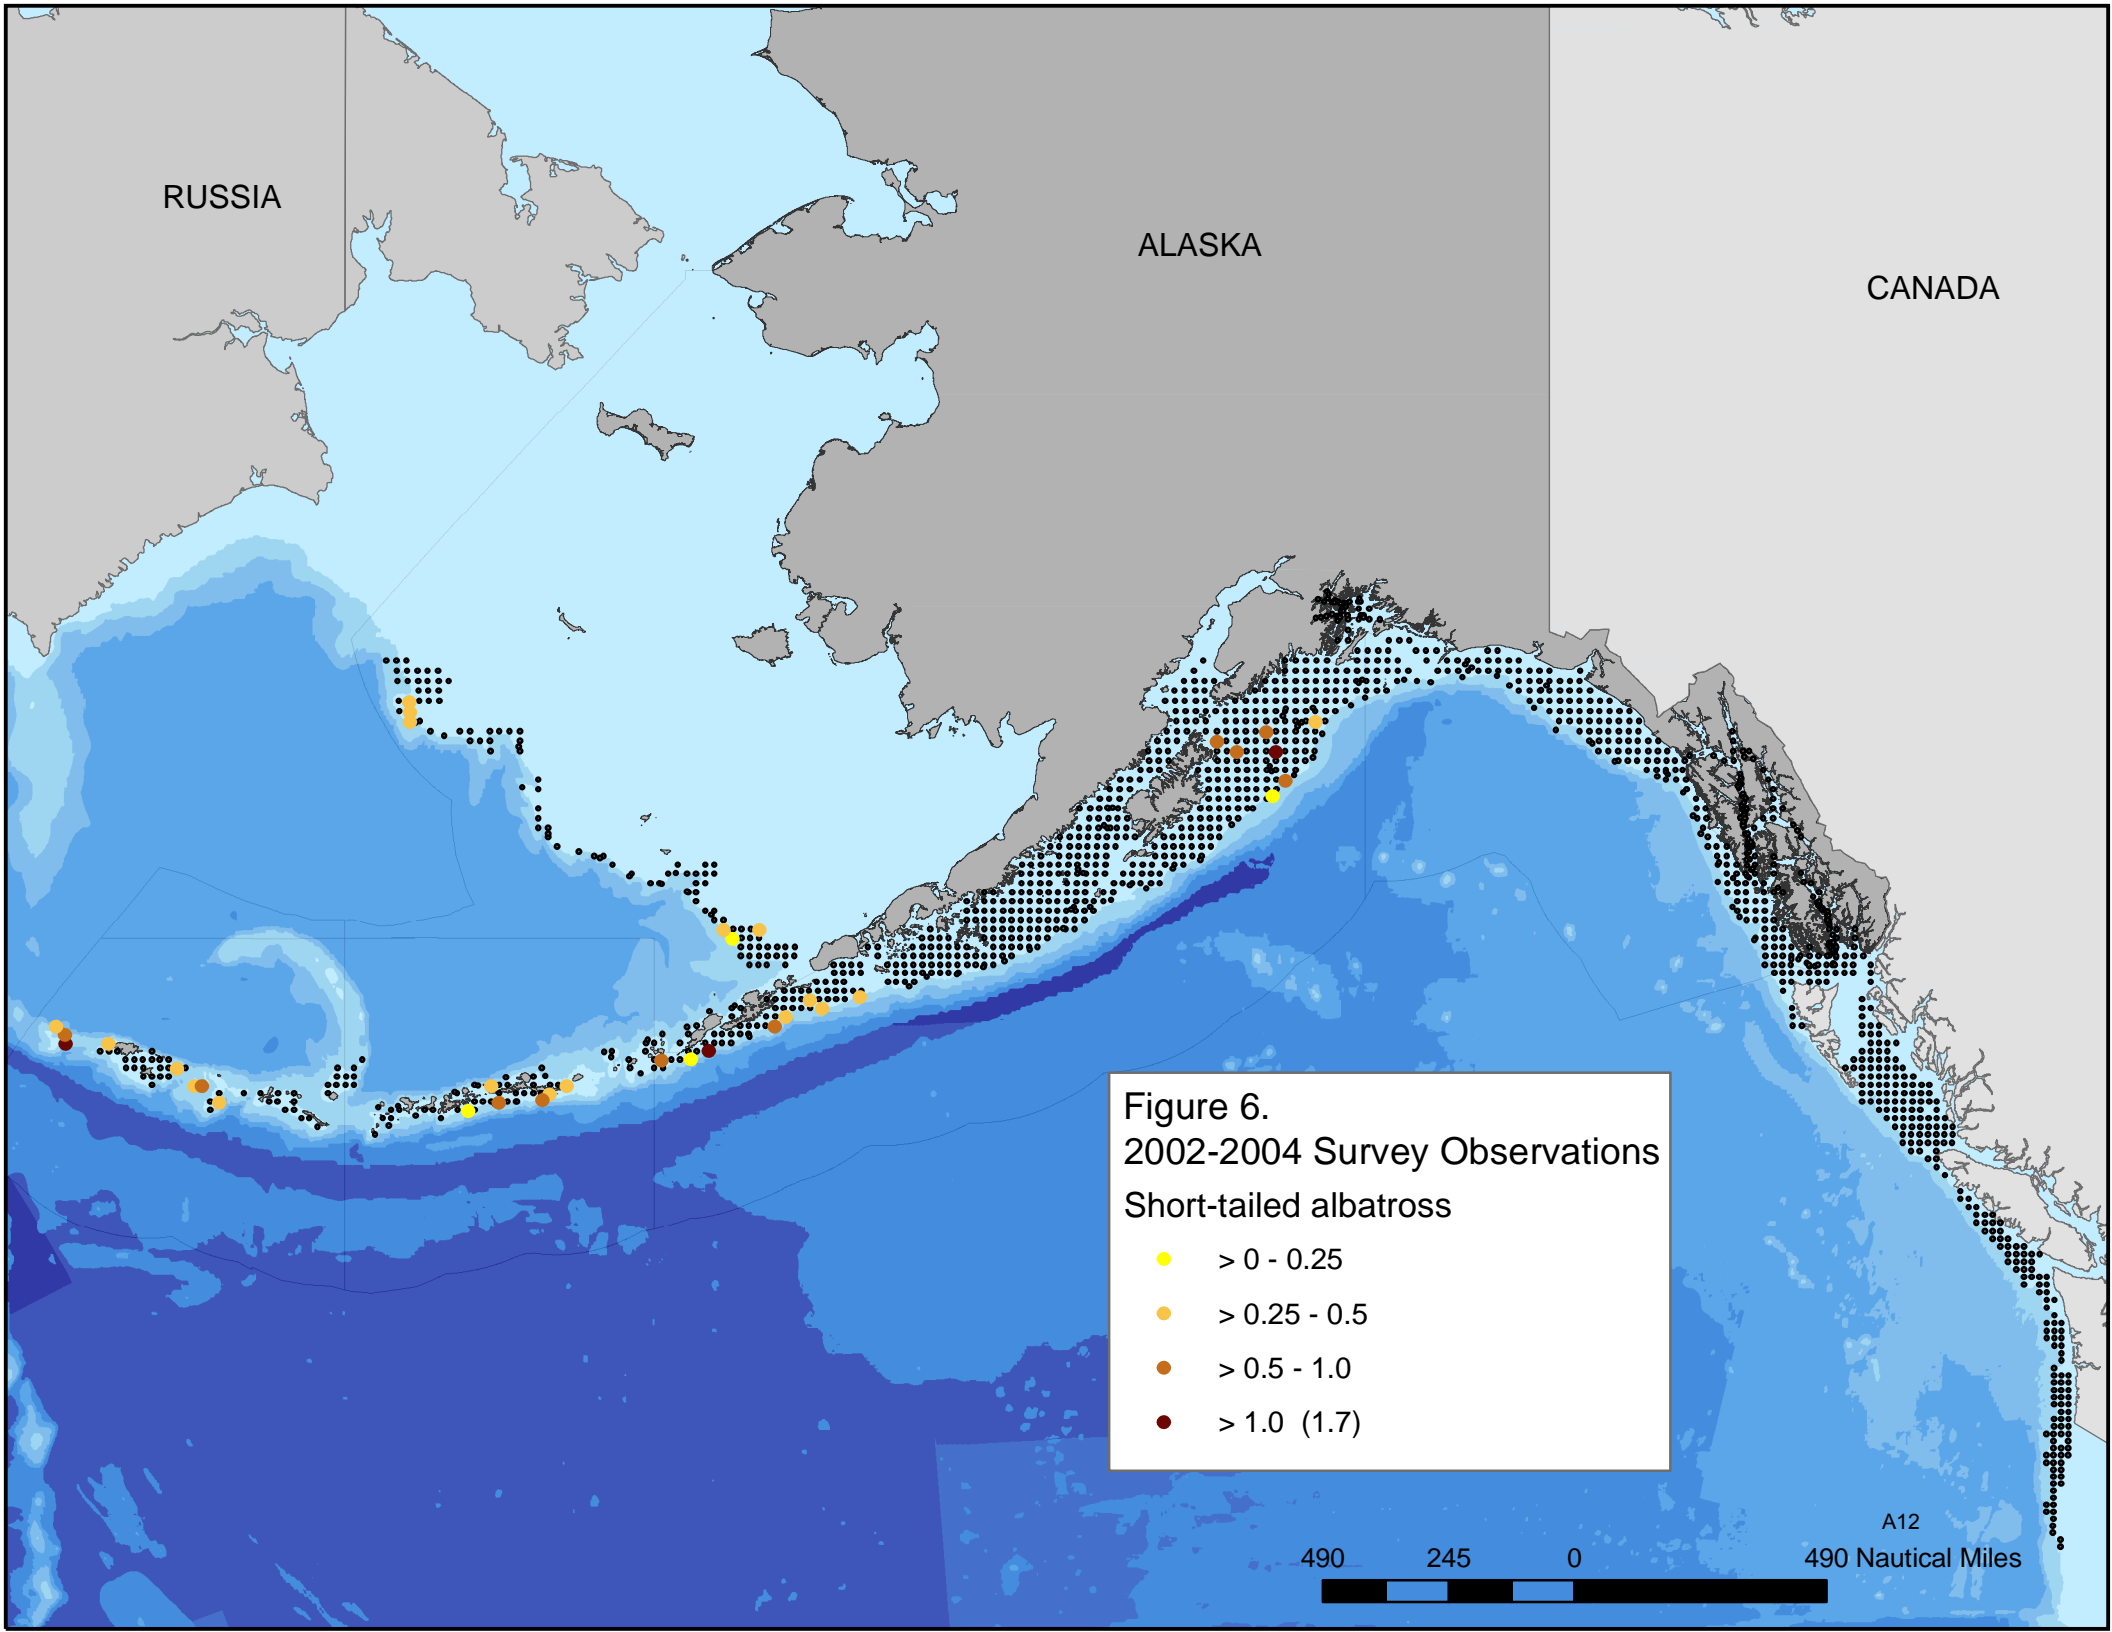 RUSSIA
ALASKA
CANADA
Figure 6.
2002-2004 Survey Observations
Short-tailed albatross
> 0 - 0.25
> 0.25 - 0.5
> 0.5 - 1.0
> 1.0 (1.7)
A12
490 245 0 490 Nautical Miles